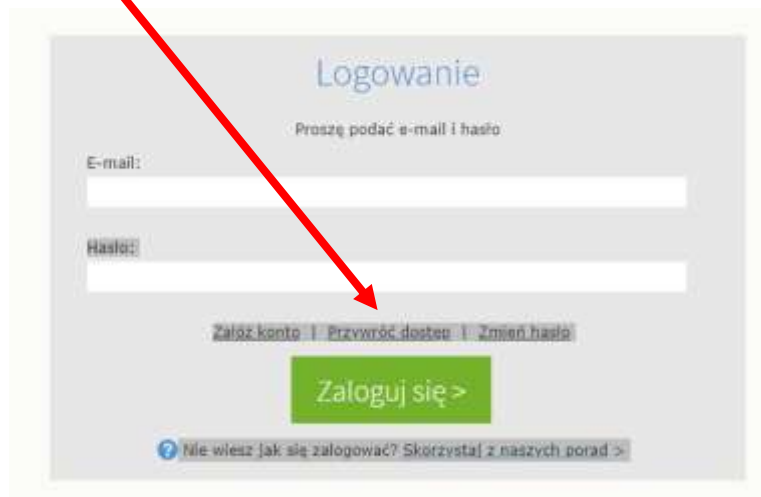 Logowanie
Proszę podać e-mail i hasło
E-mail:
Hasło:
Załóż konto | Przywróć dostęp | Zmień hasło
Zaloguj się >
Nie wiesz jak się zalogować? Skorzystaj z naszych porad >